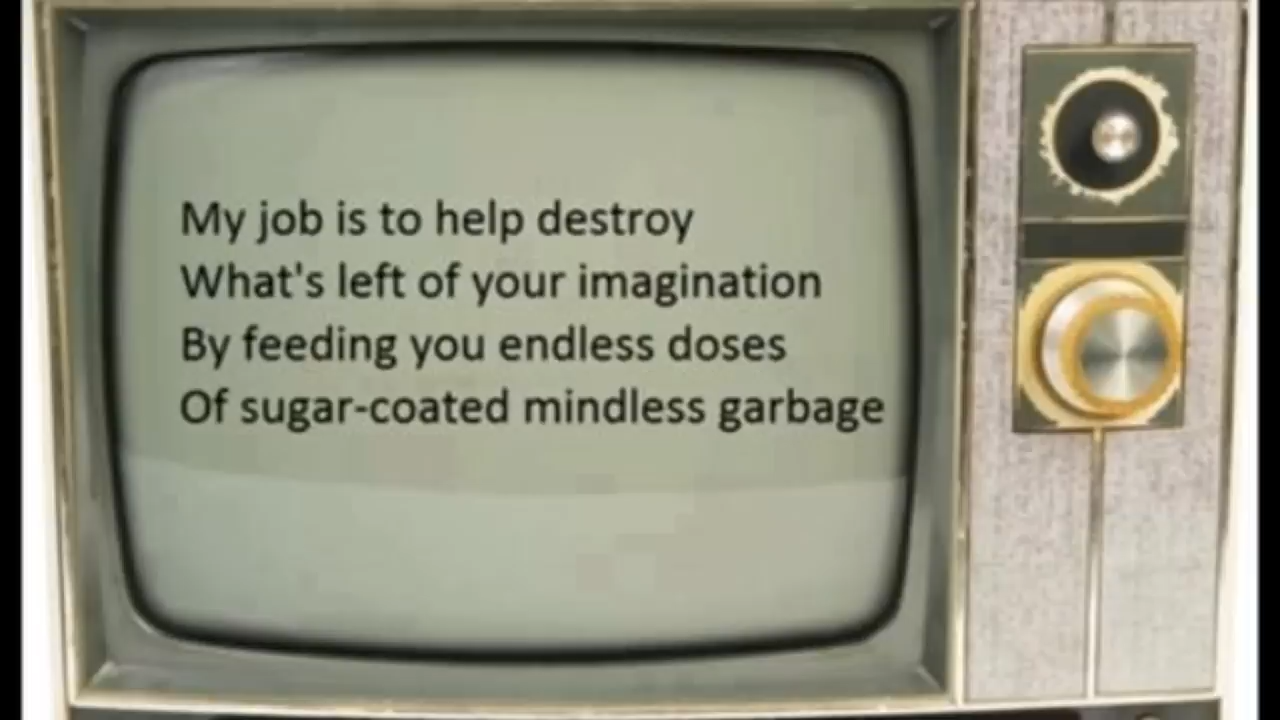 My job is to help destroy
What's left of your imagination
By feeding you endless doses
Of sugar-coated mindless garbage